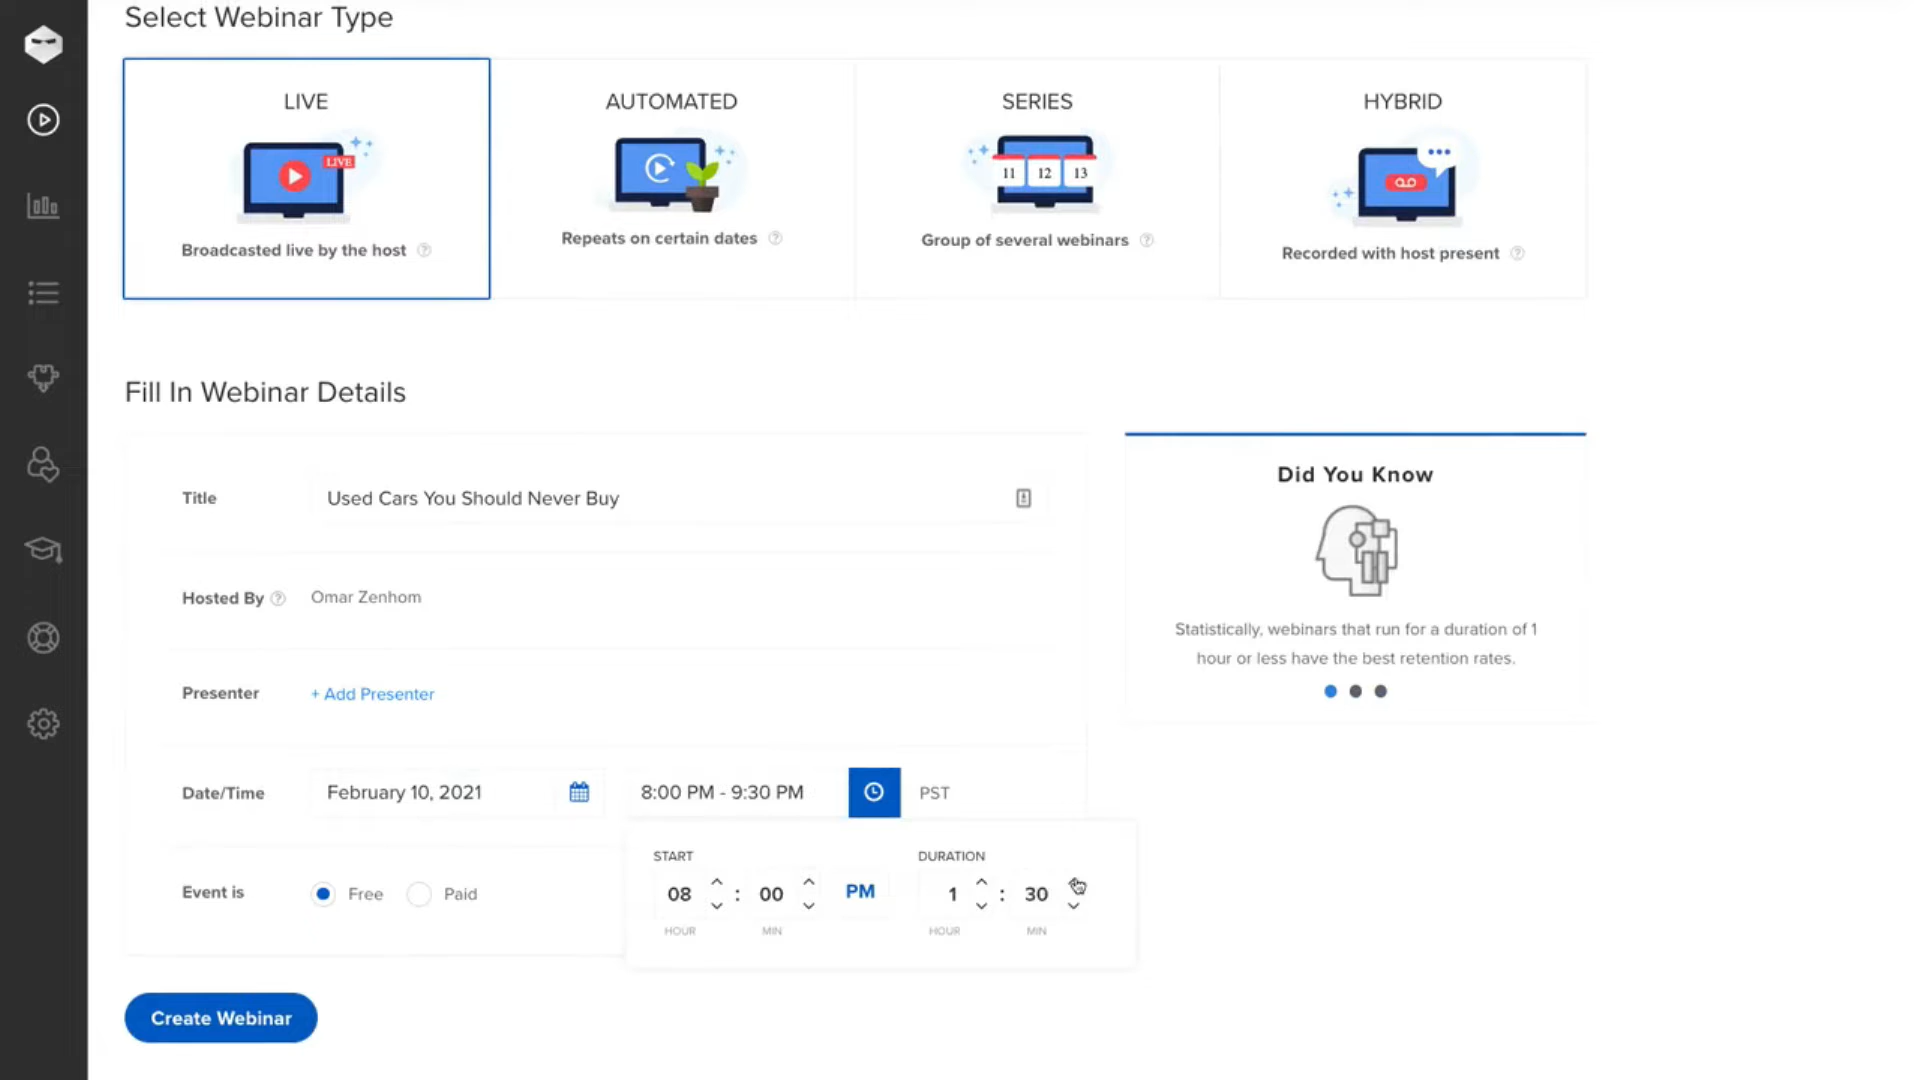 Select Webinar Type
LIVE
AUTOMATED
SERIES
HYBRID
LIVE
11 12 13
Broadcasted live by the host ?
Repeats on certain dates ?
Group of several webinars ?
Recorded with host present ?
Fill In Webinar Details
Title
Used Cars You Should Never Buy
Hosted By ?
Omar Zenhom
Presenter
+ Add Presenter
Date/Time
February 10, 2021
8:00 PM - 9:30 PM
PST
START
DURATION
08 : 00 PM
1 : 30
HOUR
MIN
HOUR
MIN
Event is
Free
Paid
Create Webinar
Did You Know
Statistically, webinars that run for a duration of 1
hour or less have the best retention rates.